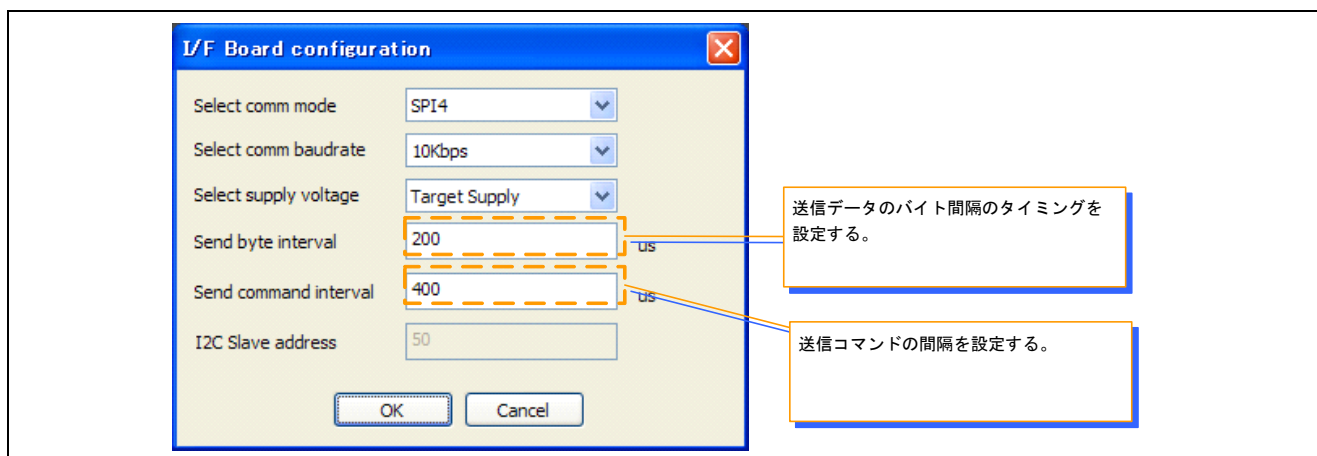 I/F Board configuration
Select comm mode
SPI4
Select comm baudrate
10Kbps
Select supply voltage
Target Supply
Send byte interval
200
us
Send command interval
400
us
I2C Slave address
50
OK
Cancel
送信データのバイト間隔のタイミングを
設定する。
送信コマンドの間隔を設定する。